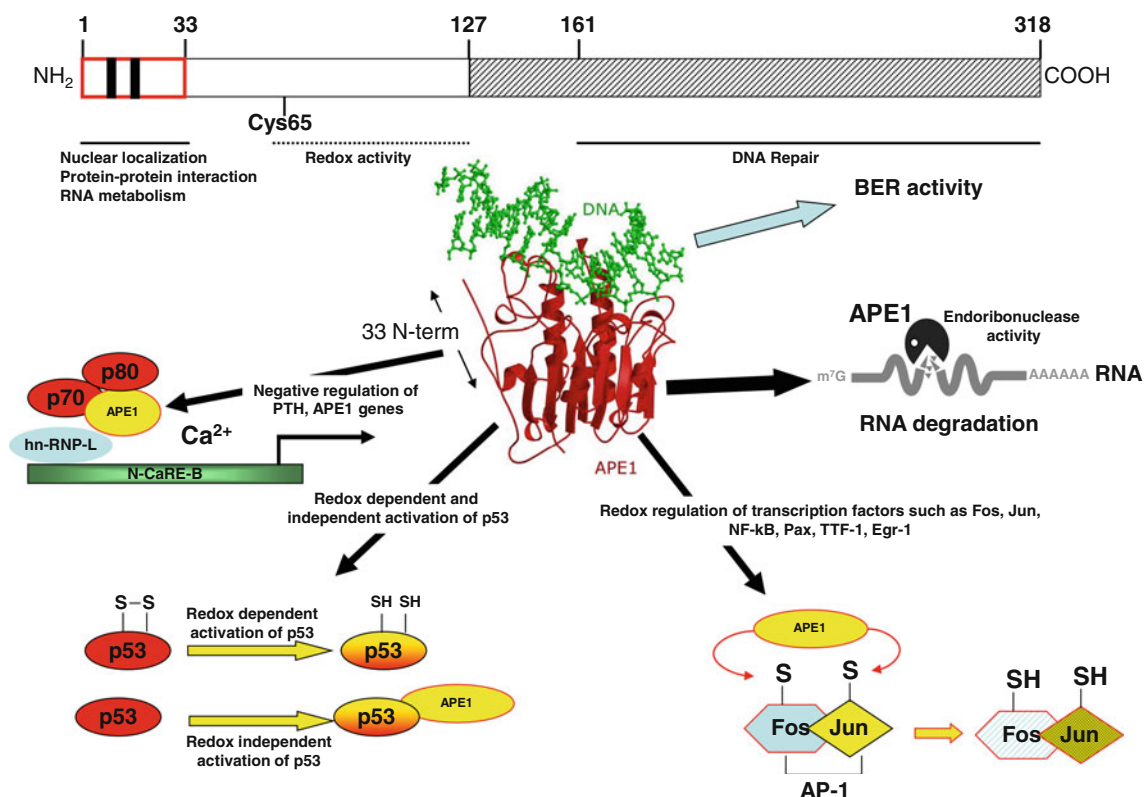 1 33 127 161 318
NH2 COOH
Cys65
Nuclear localization
Protein-protein interaction
RNA metabolism
Redox activity
DNA Repair
BER activity
DNA
33 N-term
APE1
APE1
Endoribonuclease
activity
m7G AAAAAA RNA
RNA degradation
p80
p70
APE1
hn-RNP-L
Ca2+
N-CaRE-B
Negative regulation of
PTH, APE1 genes
Redox dependent and
independent activation of p53
Redox regulation of transcription factors such as Fos, Jun,
NF-kB, Pax, TTF-1, Egr-1
S–S
p53
Redox dependent
activation of p53
SH SH
p53
p53
Redox independent
activation of p53
p53
APE1
APE1
S S
Fos Jun
AP-1
SH SH
Fos Jun